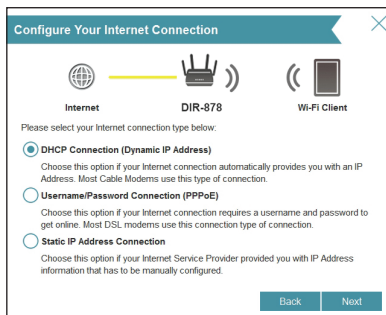 Configure Your Internet Connection
Internet DIR-878 Wi-Fi Client
Please select your Internet connection type below:
DHCP Connection (Dynamic IP Address)
Choose this option if your Internet connection automatically provides you with an IP
Address. Most Cable Modems use this type of connection.
Username/Password Connection (PPPoE)
Choose this option if your Internet connection requires a username and password to
get online. Most DSL modems use this connection type of connection.
Static IP Address Connection
Choose this option if your Internet Service Provider provided you with IP Address
information that has to be manually configured.
Back Next